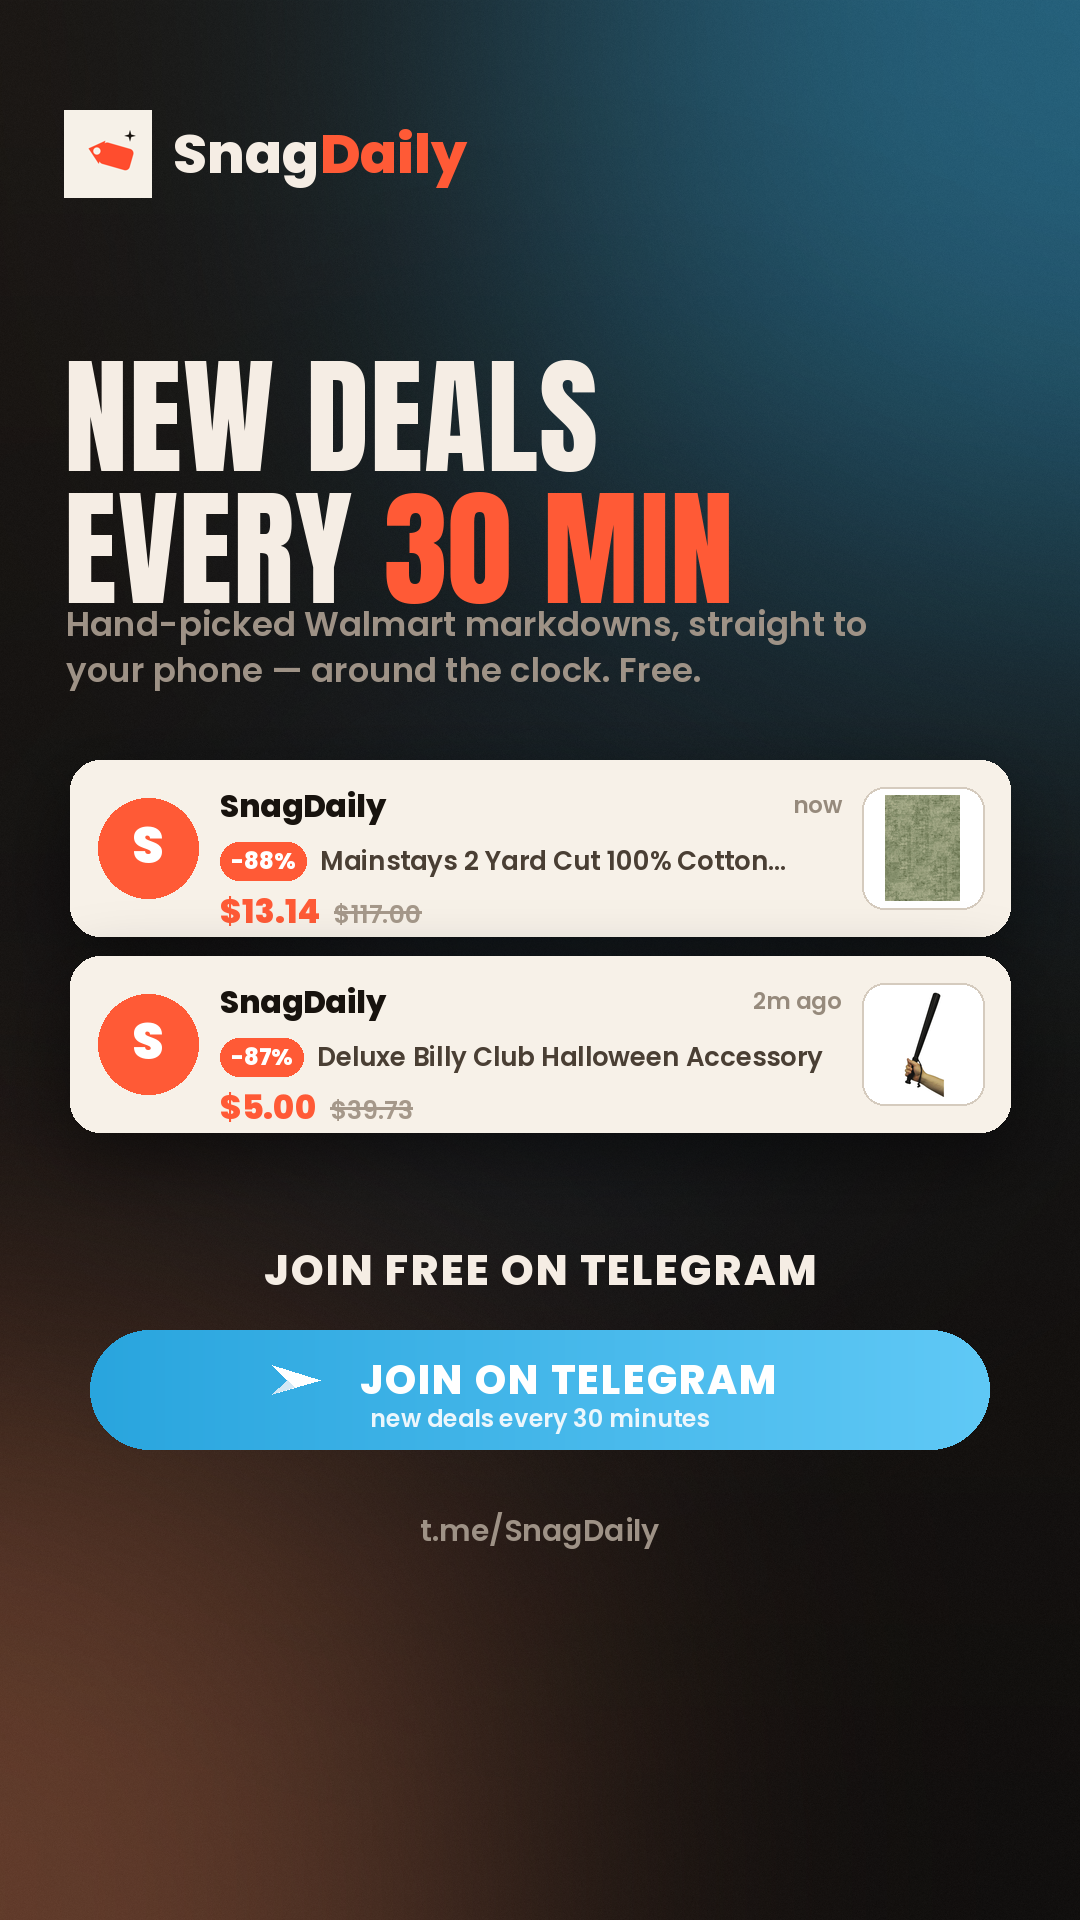 SnagDaily
NEW DEALS
EVERY 30 MIN
Hand-picked Walmart markdowns, straight to
your phone — around the clock. Free.
S
SnagDaily
now
-88% Mainstays 2 Yard Cut 100% Cotton...
$13.14 $117.00
S
SnagDaily
2m ago
-87% Deluxe Billy Club Halloween Accessory
$5.00 $39.73
JOIN FREE ON TELEGRAM
JOIN ON TELEGRAM
new deals every 30 minutes
t.me/SnagDaily